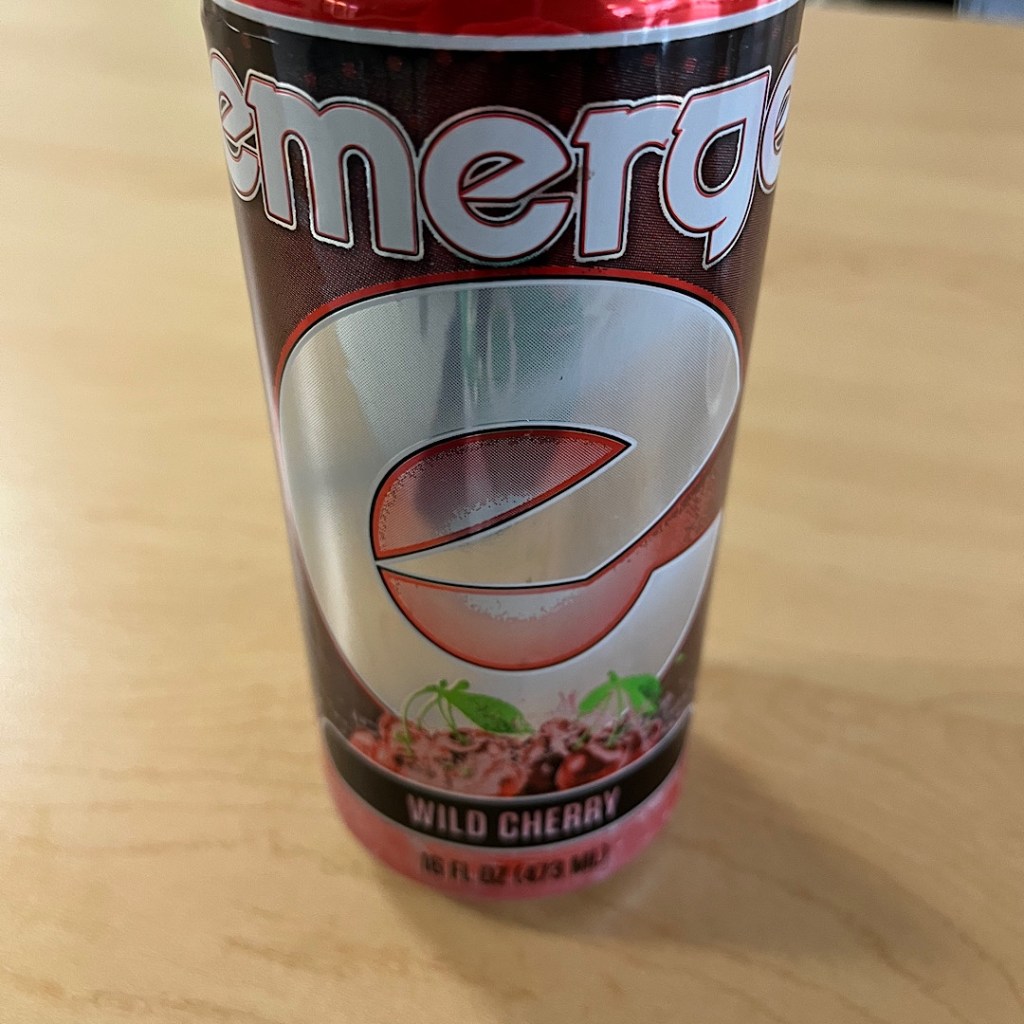 emerge
e
WILD CHERRY
16 FL OZ (473 ML)